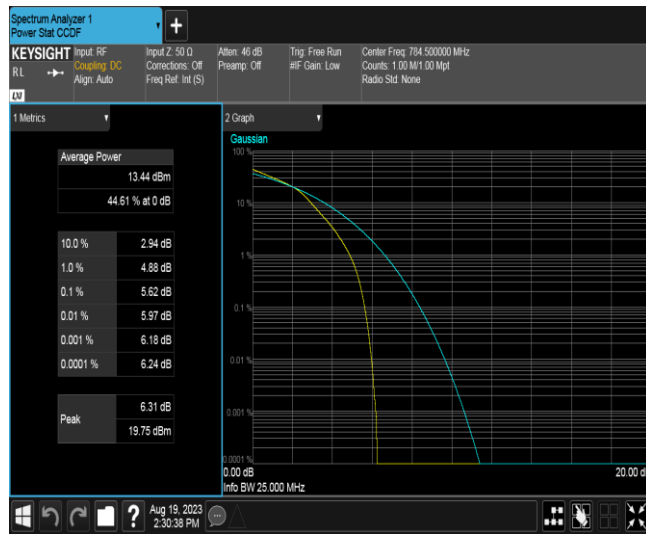 Spectrum Analyzer 1
Power Stat CCDF
+
KEYSIGHT
RL
LXI
Input: RF
Coupling: DC
Align: Auto
Input Z: 50 Ω
Corrections: Off
Freq Ref: Int (S)
Atten: 46 dB
Preamp: Off
Trig: Free Run
#IF Gain: Low
Center Freq: 784.500000 MHz
Counts: 1.00 M/1.00 Mpt
Radio Std: None
1 Metrics
Average Power
13.44 dBm
44.61 % at 0 dB
10.0 % 2.94 dB
1.0 % 4.88 dB
0.1 % 5.62 dB
0.01 % 5.97 dB
0.001 % 6.18 dB
0.0001 % 6.24 dB
Peak
6.31 dB
19.75 dBm
2 Graph
Gaussian
100 %
10 %
1 %
0.1 %
0.01 %
0.001 %
0.0001 %
0.00 dB
20.00 d
Info BW 25.000 MHz
?
Aug 19, 2023
2:30:38 PM